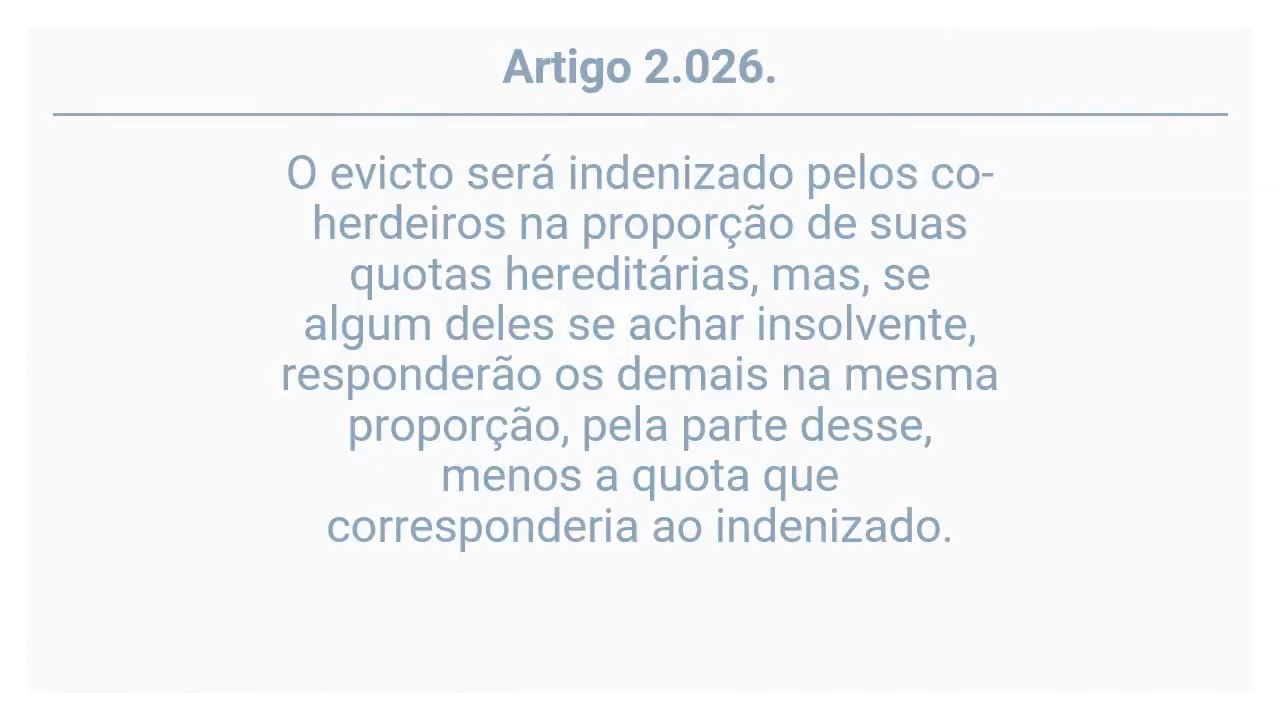 Artigo 2.026.
O evicto será indenizado pelos co-
herdeiros na proporção de suas
quotas hereditárias, mas, se
algum deles se achar insolvente,
responderão os demais na mesma
proporção, pela parte desse,
menos a quota que
corresponderia ao indenizado.